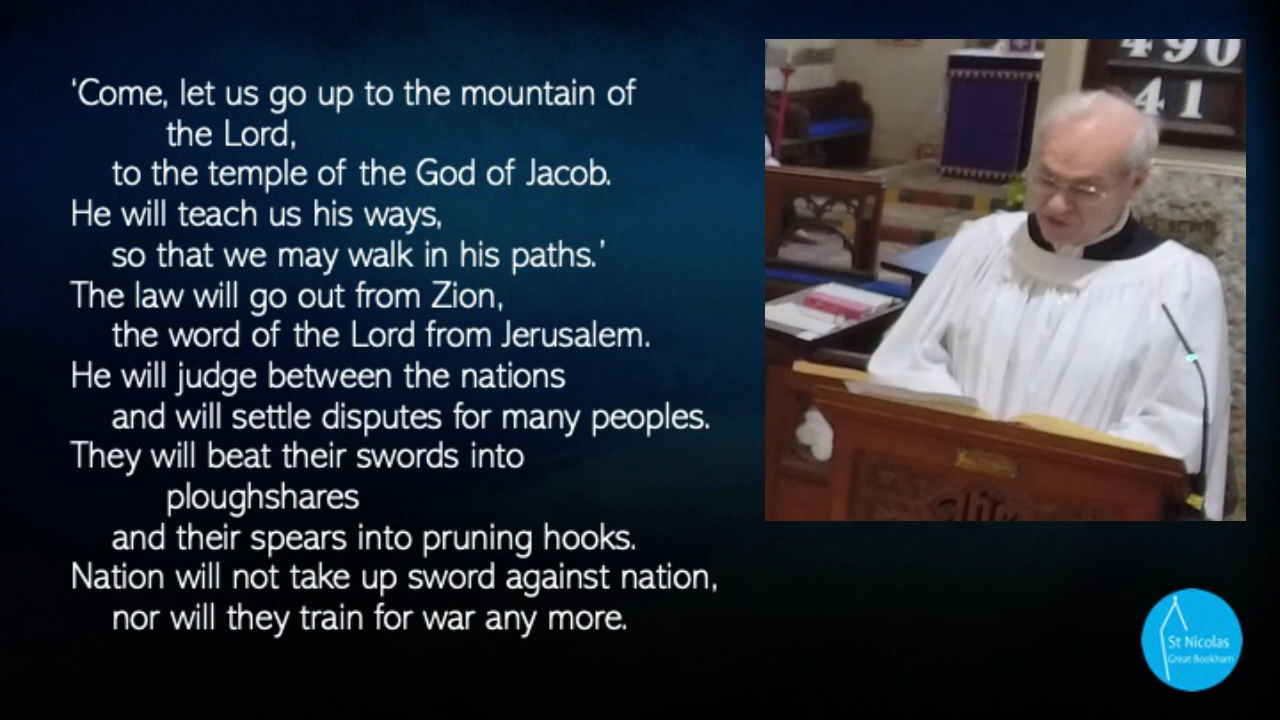 ‘Come, let us go up to the mountain of
the Lord,
to the temple of the God of Jacob.
He will teach us his ways,
so that we may walk in his paths.’
The law will go out from Zion,
the word of the Lord from Jerusalem.
He will judge between the nations
and will settle disputes for many peoples.
They will beat their swords into
ploughshares
and their spears into pruning hooks.
Nation will not take up sword against nation,
nor will they train for war any more.
490
41
St Nicolas
Great Bookham